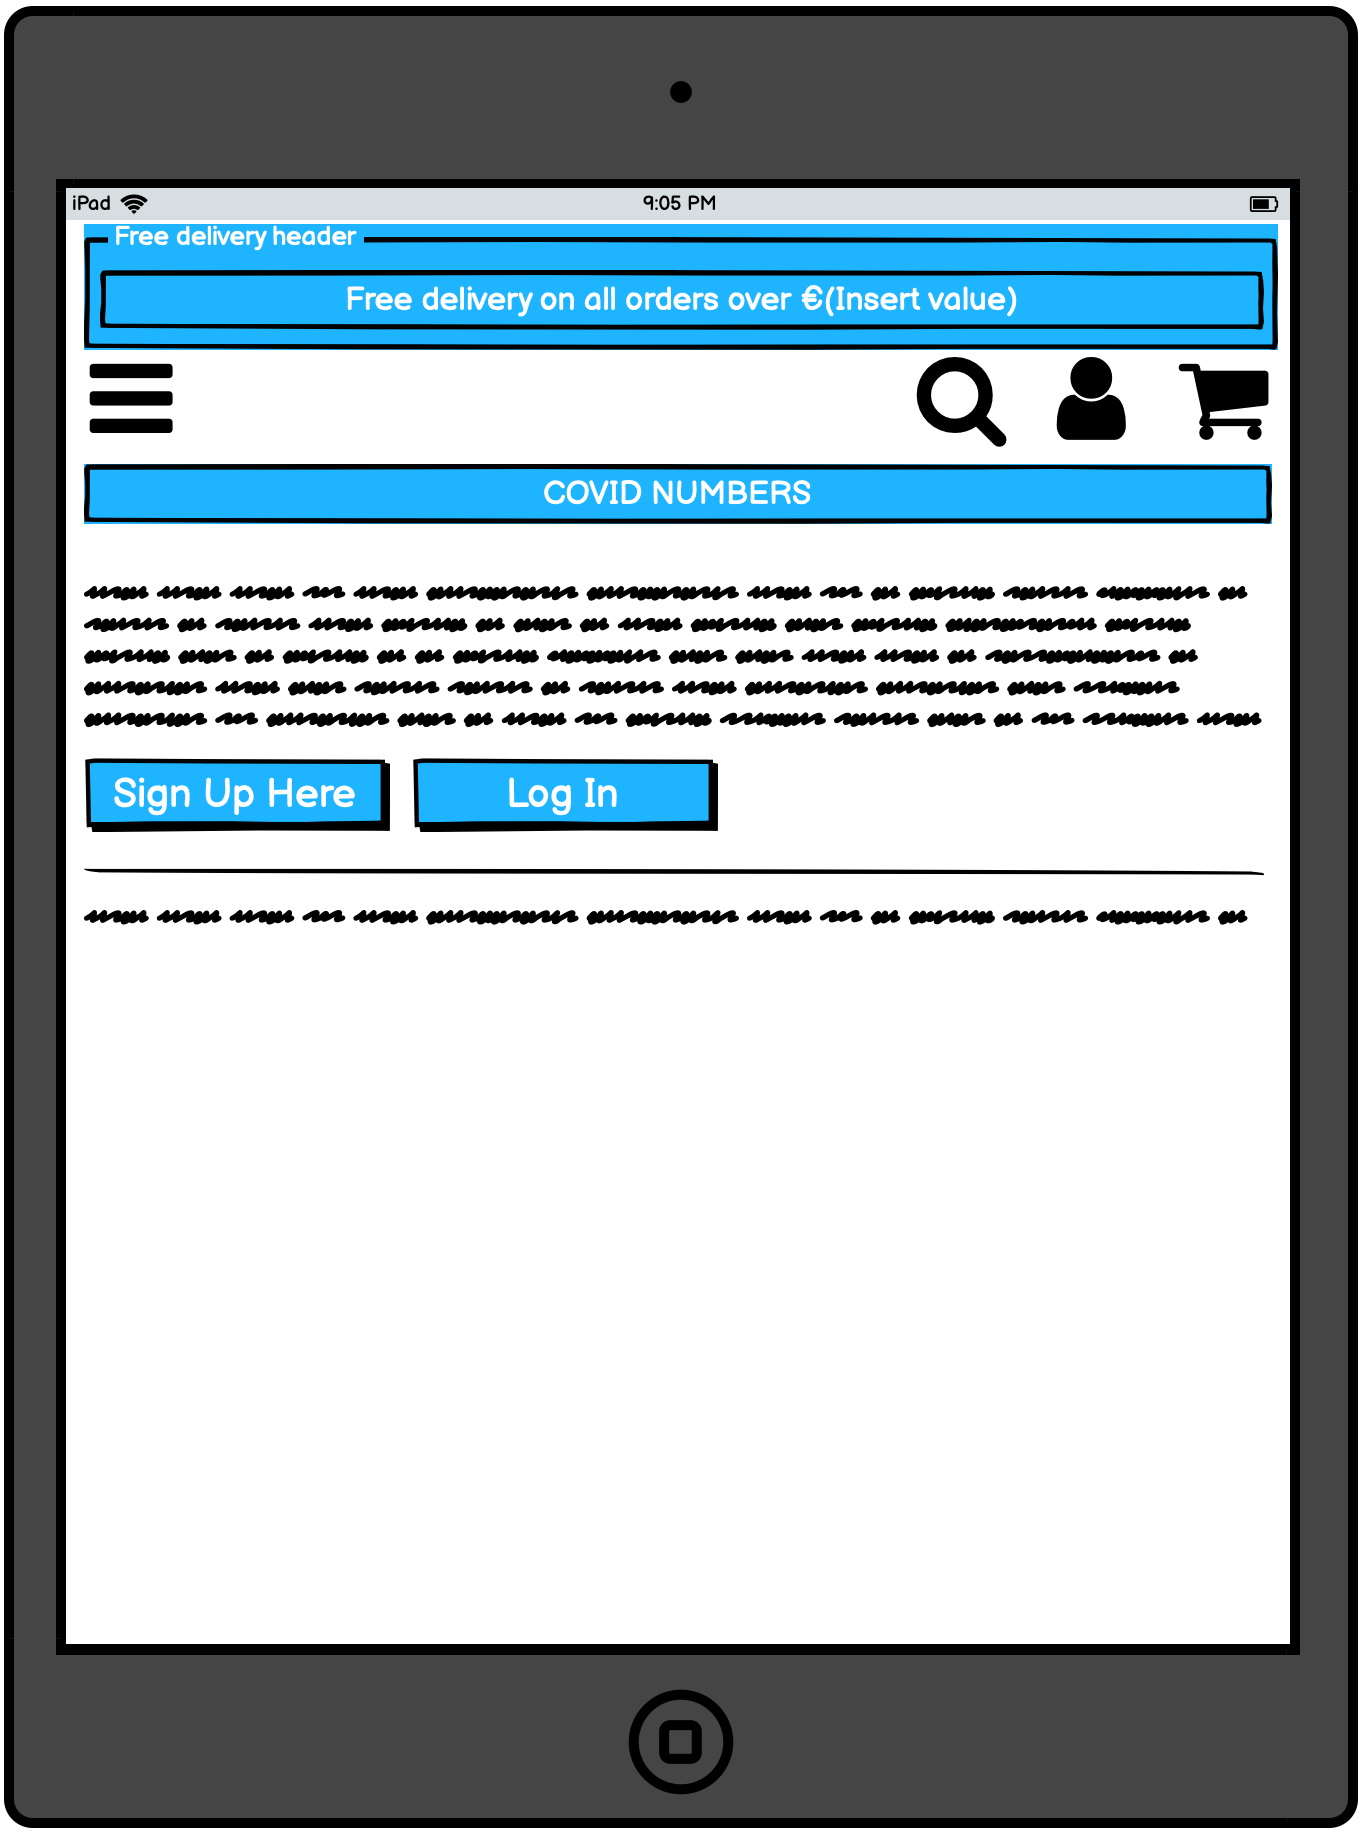 iPad
9:05 PM
Free delivery header
Free delivery on all orders over €(Insert value)
COVID NUMBERS
Sign Up Here
Log In